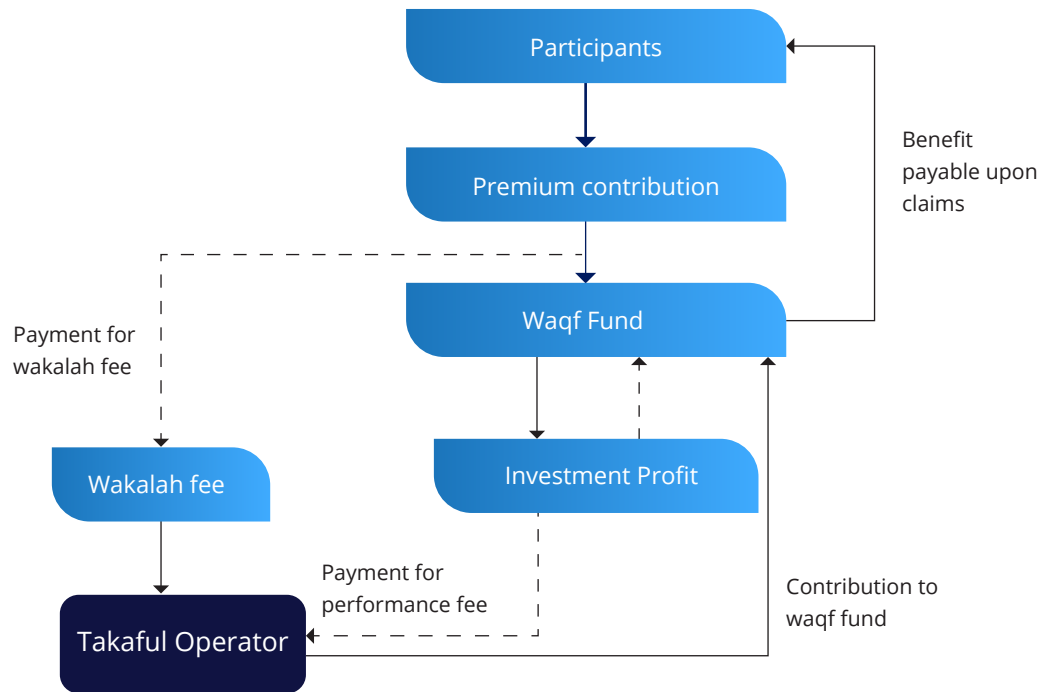 Participants
Benefit
payable upon
claims
Premium contribution
Waqf Fund
Payment for
wakalah fee
Wakalah fee
Investment Profit
Payment for
performance fee
Contribution to
waqf fund
Takaful Operator